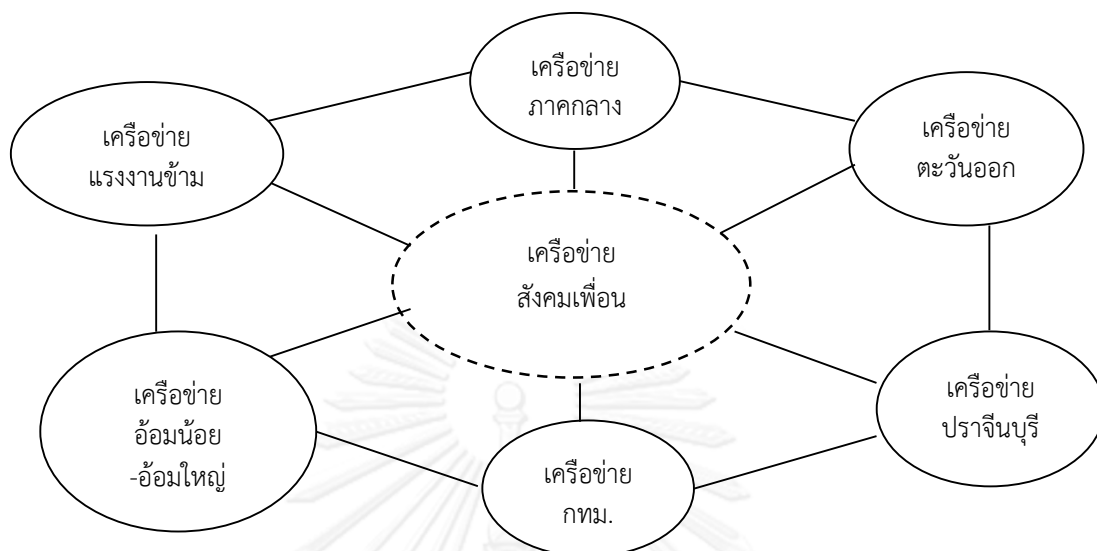 เครือข่าย
ภาคกลาง
เครือข่าย
แรงงานข้าม
เครือข่าย
ตะวันออก
เครือข่าย
สังคมเพื่อน
เครือข่าย
อ้อมน้อย
-อ้อมใหญ่
เครือข่าย
ปราจีนบุรี
เครือข่าย
กทม.